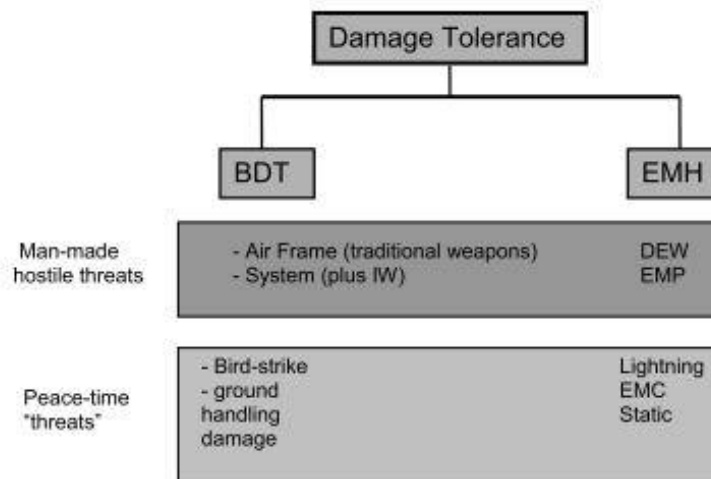 Damage Tolerance
BDT
EMH
Man-made
hostile threats
- Air Frame (traditional weapons)
- System (plus IW)
DEW
EMP
Peace-time
"threats"
- Bird-strike
- ground
handling
damage
Lightning
EMC
Static